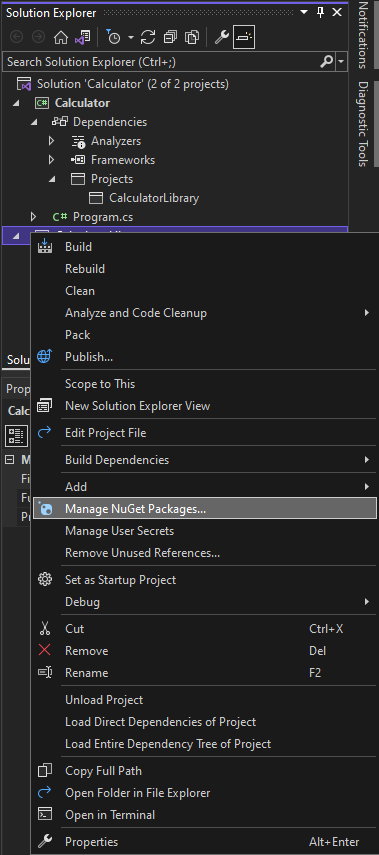 Solution Explorer
Search Solution Explorer (Ctrl+;)
Solution 'Calculator' (2 of 2 projects)
C# Calculator
Dependencies
Analyzers
Frameworks
Projects
CalculatorLibrary
C# Program.cs
Build
Rebuild
Clean
Analyze and Code Cleanup
Pack
Publish...
Scope to This
New Solution Explorer View
Edit Project File
Build Dependencies
Add
Manage NuGet Packages...
Manage User Secrets
Remove Unused References...
Set as Startup Project
Debug
Cut Ctrl+X
Remove Del
Rename F2
Unload Project
Load Direct Dependencies of Project
Load Entire Dependency Tree of Project
Copy Full Path
Open Folder in File Explorer
Open in Terminal
Properties Alt+Enter
Solu
Prop
Calc
M
Fi
Fu
Pr
Notifications
Diagnostic Tools